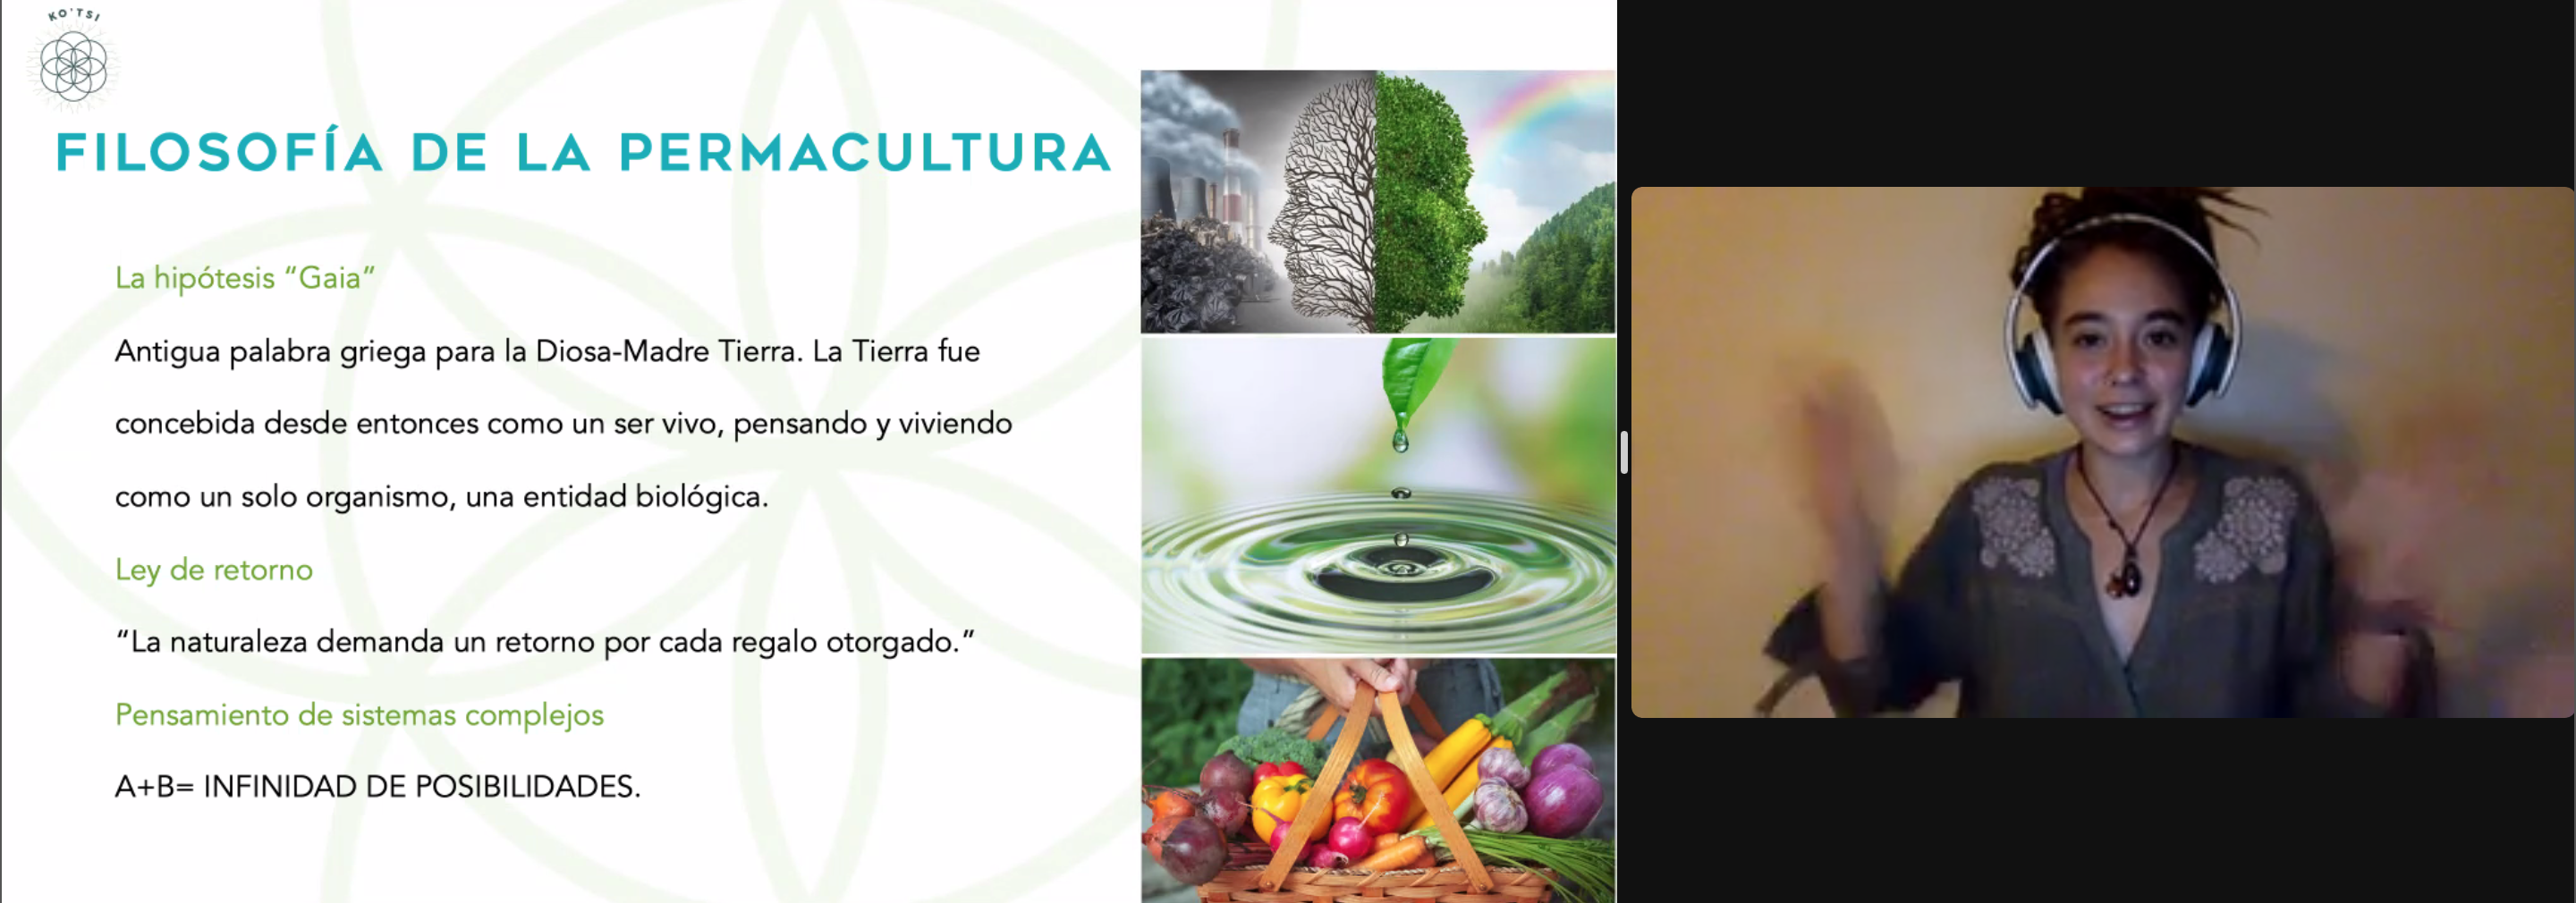 KO'TSI
FILOSOFÍA DE LA PERMACULTURA
La hipótesis “Gaia”
Antigua palabra griega para la Diosa-Madre Tierra. La Tierra fue
concebida desde entonces como un ser vivo, pensando y viviendo
como un solo organismo, una entidad biológica.
Ley de retorno
“La naturaleza demanda un retorno por cada regalo otorgado.”
Pensamiento de sistemas complejos
A+B= INFINIDAD DE POSIBILIDADES.